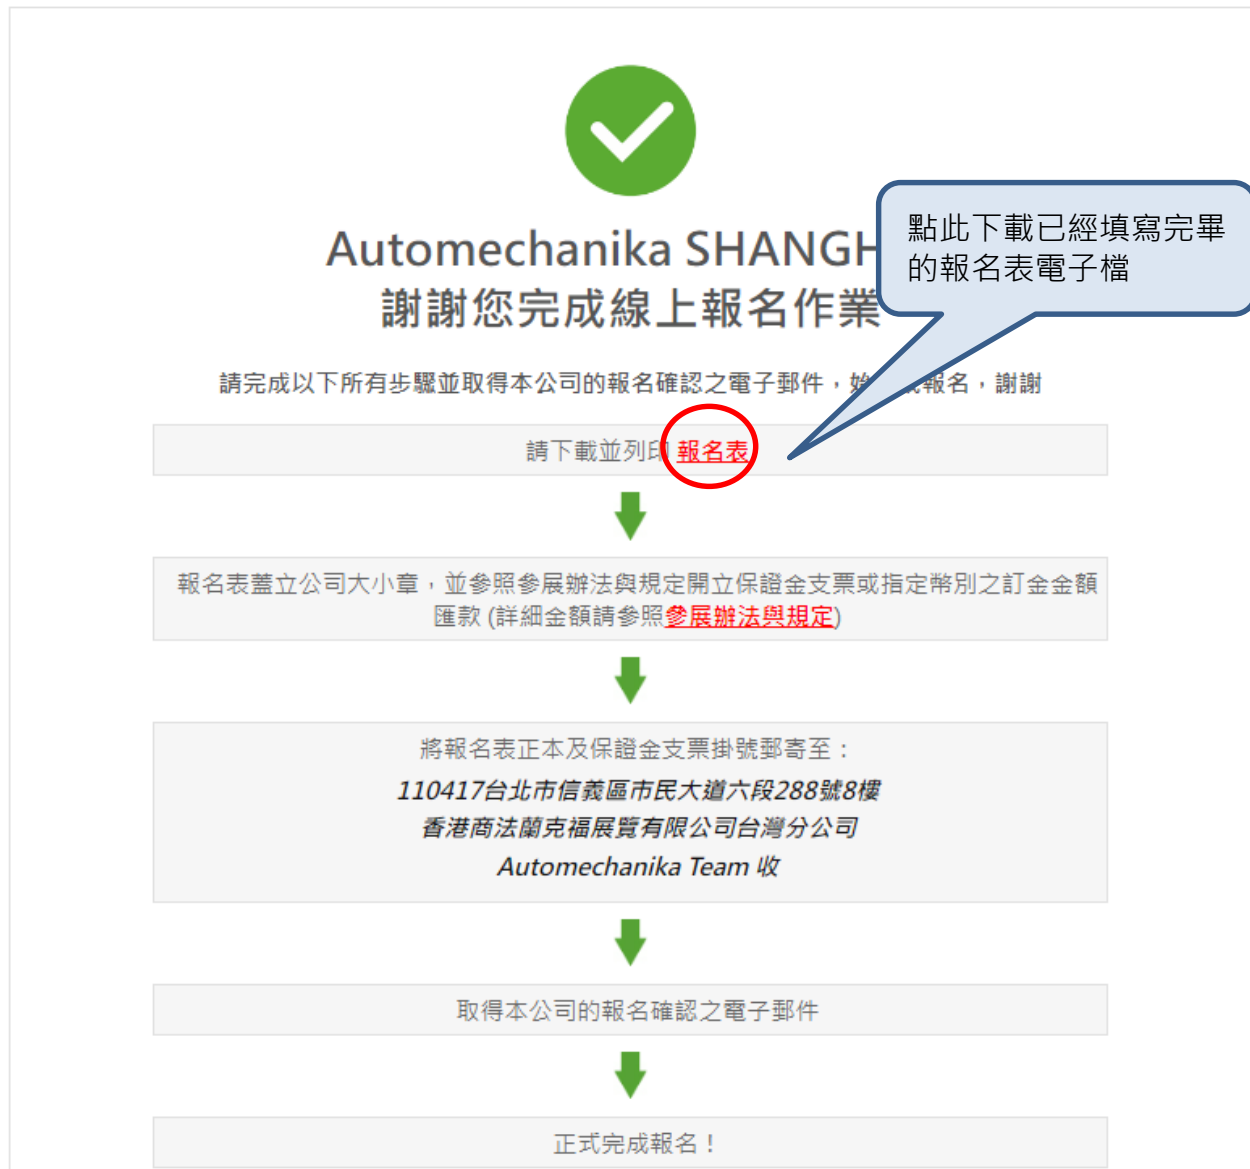 Automechanika SHANGH
謝謝您完成線上報名作業
點此下載已經填寫完畢
的報名表電子檔
請完成以下所有步驟並取得本公司的報名確認之電子郵件，始 報名，謝謝
請下載並列印 報名表
報名表蓋立公司大小章，並參照參展辦法與規定開立保證金支票或指定幣別之訂金金額
匯款 (詳細金額請參照參展辦法與規定)
將報名表正本及保證金支票掛號郵寄至：
110417台北市信義區市民大道六段288號8樓
香港商法蘭克福展覽有限公司台灣分公司
Automechanika Team 收
取得本公司的報名確認之電子郵件
正式完成報名！